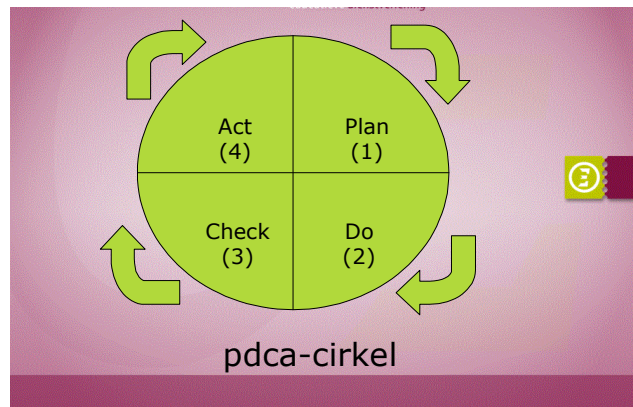 Act
(4)
Plan
(1)
Check
(3)
Do
(2)
pdca-cirkel